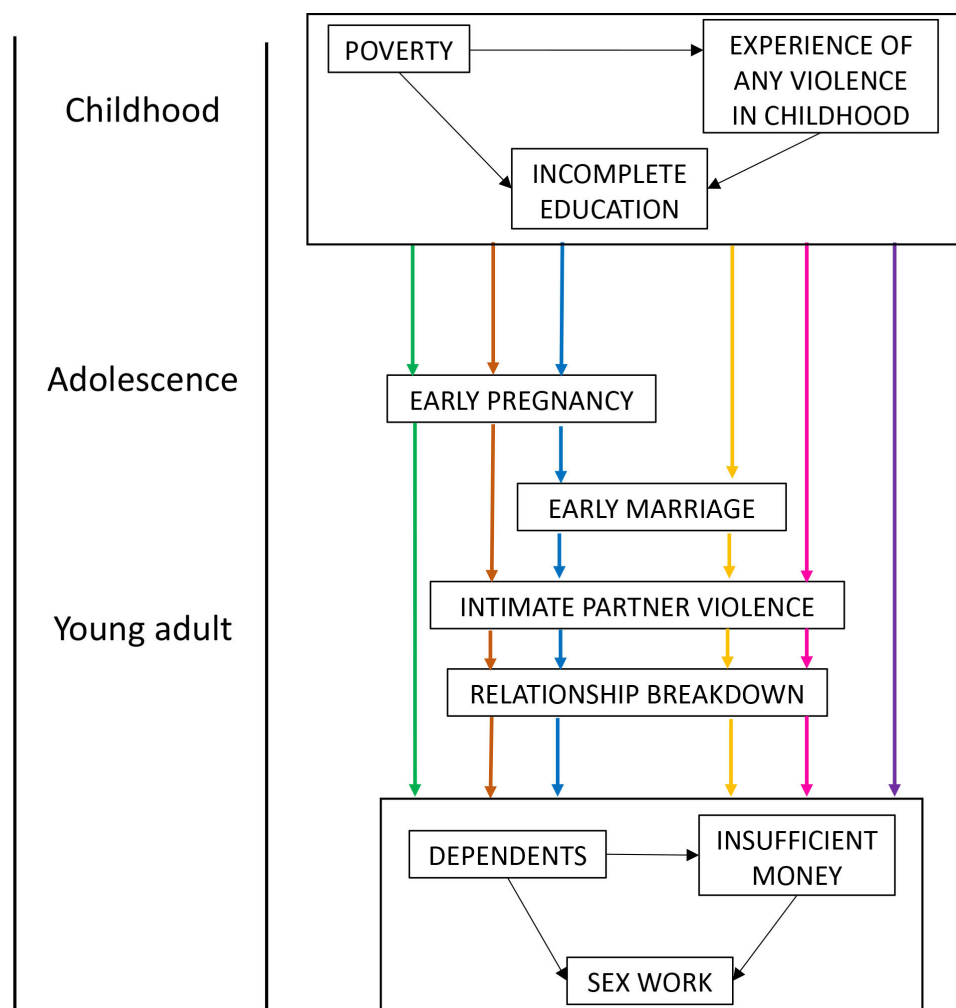 Childhood
POVERTY
EXPERIENCE OF
ANY VIOLENCE
IN CHILDHOOD
INCOMPLETE
EDUCATION
Adolescence
EARLY PREGNANCY
EARLY MARRIAGE
Young adult
INTIMATE PARTNER VIOLENCE
RELATIONSHIP BREAKDOWN
DEPENDENTS
INSUFFICIENT
MONEY
SEX WORK